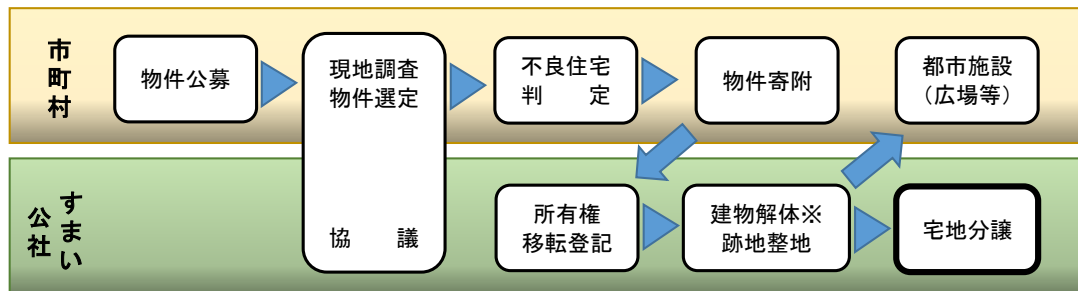 市町村
物件公募
現地調査
物件選定
協　　議
不良住宅
判　　定
物件寄附
都市施設
（広場等）
すまい
公社
所有権
移転登記
建物解体※
跡地整地
宅地分譲